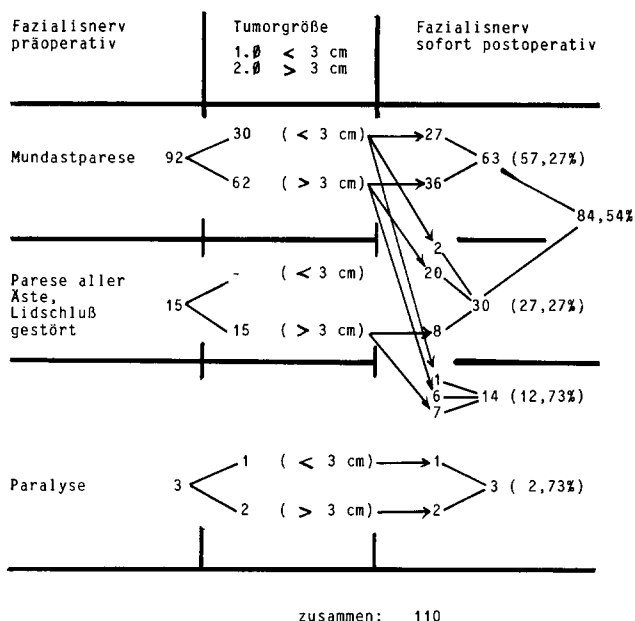 Fazialisnerv Tumorgröße Fazialisnerv
präoperativ 1.Ø < 3 cm sofort postoperativ
2.Ø > 3 cm
30 ( < 3 cm) 27
Mundastparese 92 63 (57,27%)
62 ( > 3 cm) 36
84,54%
2
Parese aller - ( < 3 cm) 20
Äste, 15 30 (27,27%)
Lidschluß
gestört 15 ( > 3 cm) 8
1
6 14 (12,73%)
7
1 ( < 3 cm) 1
Paralyse 3 3 ( 2,73%)
2 ( > 3 cm) 2
zusammen: 110